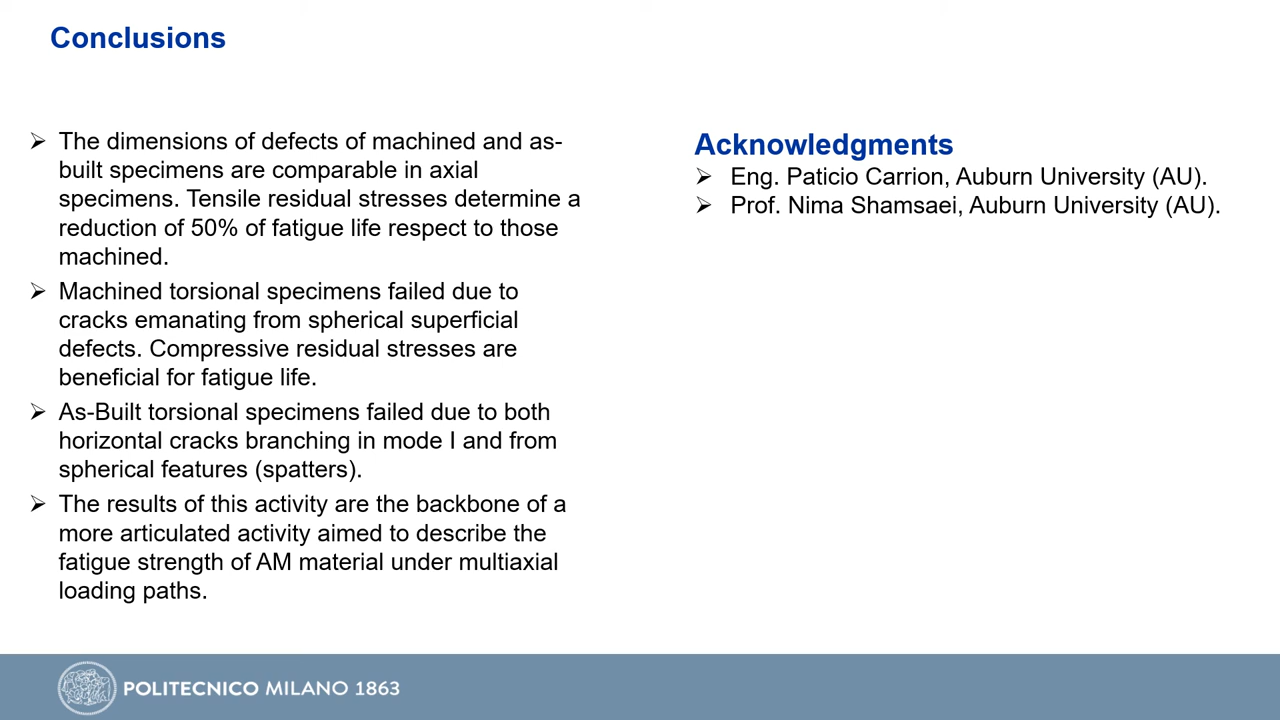 Conclusions
The dimensions of defects of machined and as-
built specimens are comparable in axial
specimens. Tensile residual stresses determine a
reduction of 50% of fatigue life respect to those
machined.
Machined torsional specimens failed due to
cracks emanating from spherical superficial
defects. Compressive residual stresses are
beneficial for fatigue life.
As-Built torsional specimens failed due to both
horizontal cracks branching in mode I and from
spherical features (spatters).
The results of this activity are the backbone of a
more articulated activity aimed to describe the
fatigue strength of AM material under multiaxial
loading paths.
Acknowledgments
Eng. Paticio Carrion, Auburn University (AU).
Prof. Nima Shamsaei, Auburn University (AU).
POLITECNICO MILANO 1863